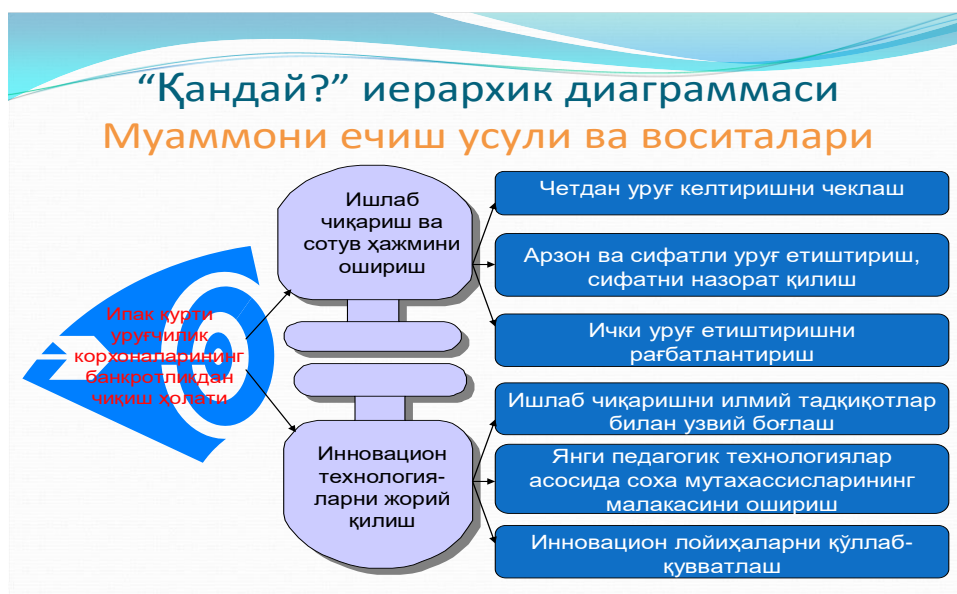 “Қандай?” иерархик диаграммаси
Муаммони ечиш усули ва воситалари
Ипак қурти
уруғчилик
корхоналарининг
банкротликдан
чиқиш ҳолати
Ишлаб
чиқариш ва
сотув ҳажмини
ошириш
Четдан уруғ келтиришни чеклаш
Арзон ва сифатли уруғ етиштириш,
сифатни назорат қилиш
Ички уруғ етиштиришни
рағбатлантириш
Инновацион
технология-
ларни жорий
қилиш
Ишлаб чиқаришни илмий тадқиқотлар
билан узвий боғлаш
Янги педагогик технологиялар
асосида соха мутахассисларининг
малакасини ошириш
Инновацион лойиҳаларни қўллаб-
қувватлаш